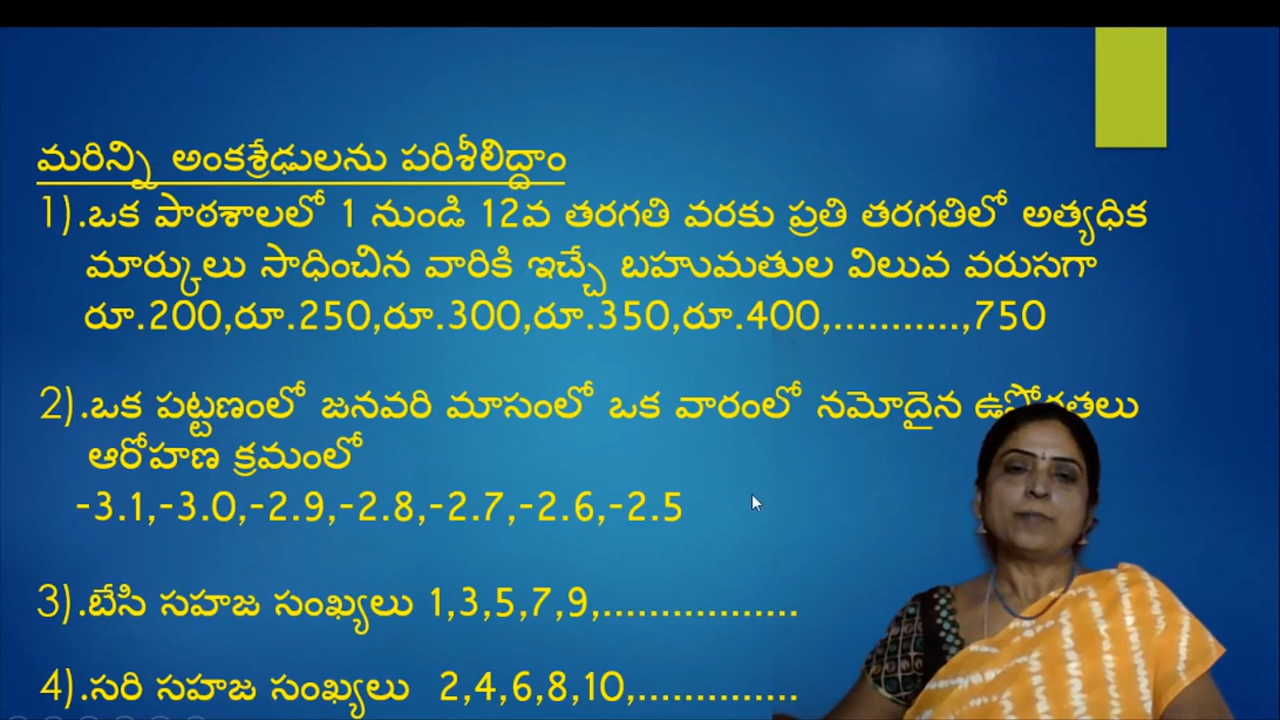 మరిన్ని అంకశ్రేఢులను పరిశీలిద్దాం
1).ఒక పాఠశాలలో 1 నుండి 12వ తరగతి వరకు ప్రతి తరగతిలో అత్యధిక
మార్కులు సాధించిన వారికి ఇచ్చే బహుమతుల విలువ వరుసగా
రూ.200,రూ.250,రూ.300,రూ.350,రూ.400,...........,750
2).ఒక పట్టణంలో జనవరి మాసంలో ఒక వారంలో నమోదైన
ఆరోహణ క్రమంలో
-3.1,-3.0,-2.9,-2.8,-2.7,-2.6,-2.5
3).బేసి సహజ సంఖ్యలు 1,3,5,7,9,.................
4).సరి సహజ సంఖ్యలు 2,4,6,8,10,..............